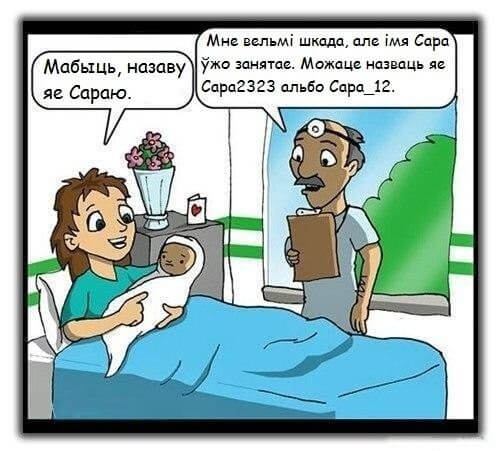 Мабыць, назаву
яе Сараю.
Мне вельмі шкада, але імя Сара
ўжо занятае. Можаце назваць яе
Сара2323 альбо Сара_12.